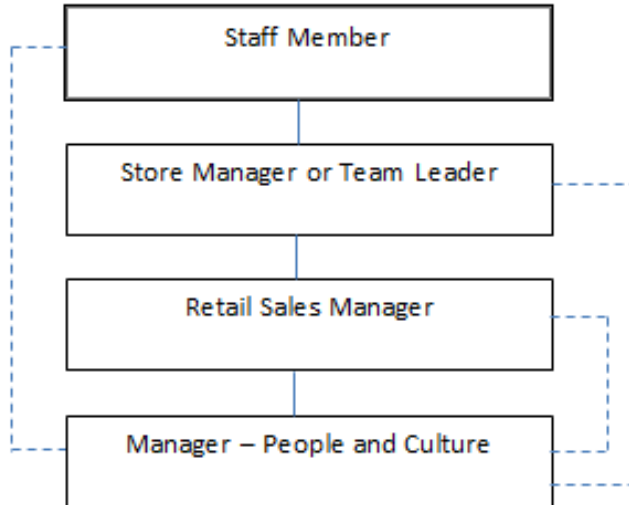 Staff Member
Store Manager or Team Leader
Retail Sales Manager
Manager – People and Culture